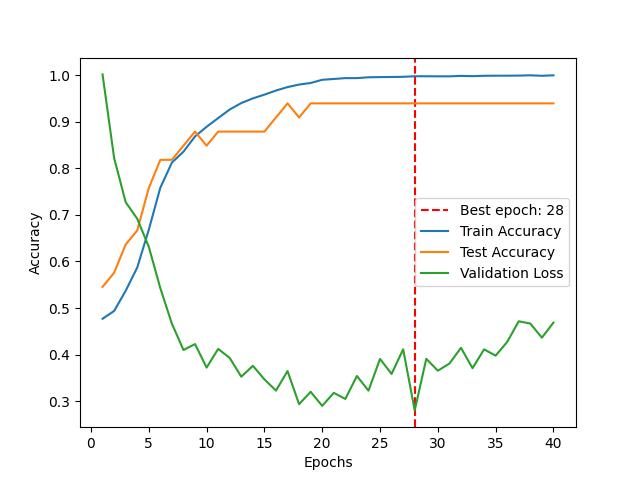 1.0
0.9
0.8
0.7
0.6
0.5
0.4
0.3
Accuracy
Best epoch: 28
Train Accuracy
Test Accuracy
Validation Loss
0 5 10 15 20 25 30 35 40
Epochs